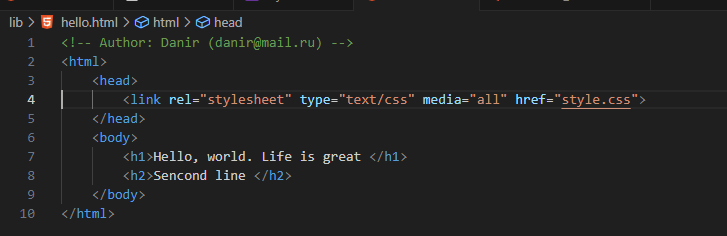 lib > hello.html > html > head
1 <!-- Author: Danir (danir@mail.ru) -->
2 <html>
3 <head>
4 <link rel="stylesheet" type="text/css" media="all" href="style.css">
5 </head>
6 <body>
7 <h1>Hello, world. Life is great </h1>
8 <h2>Sencond line </h2>
9 </body>
10 </html>